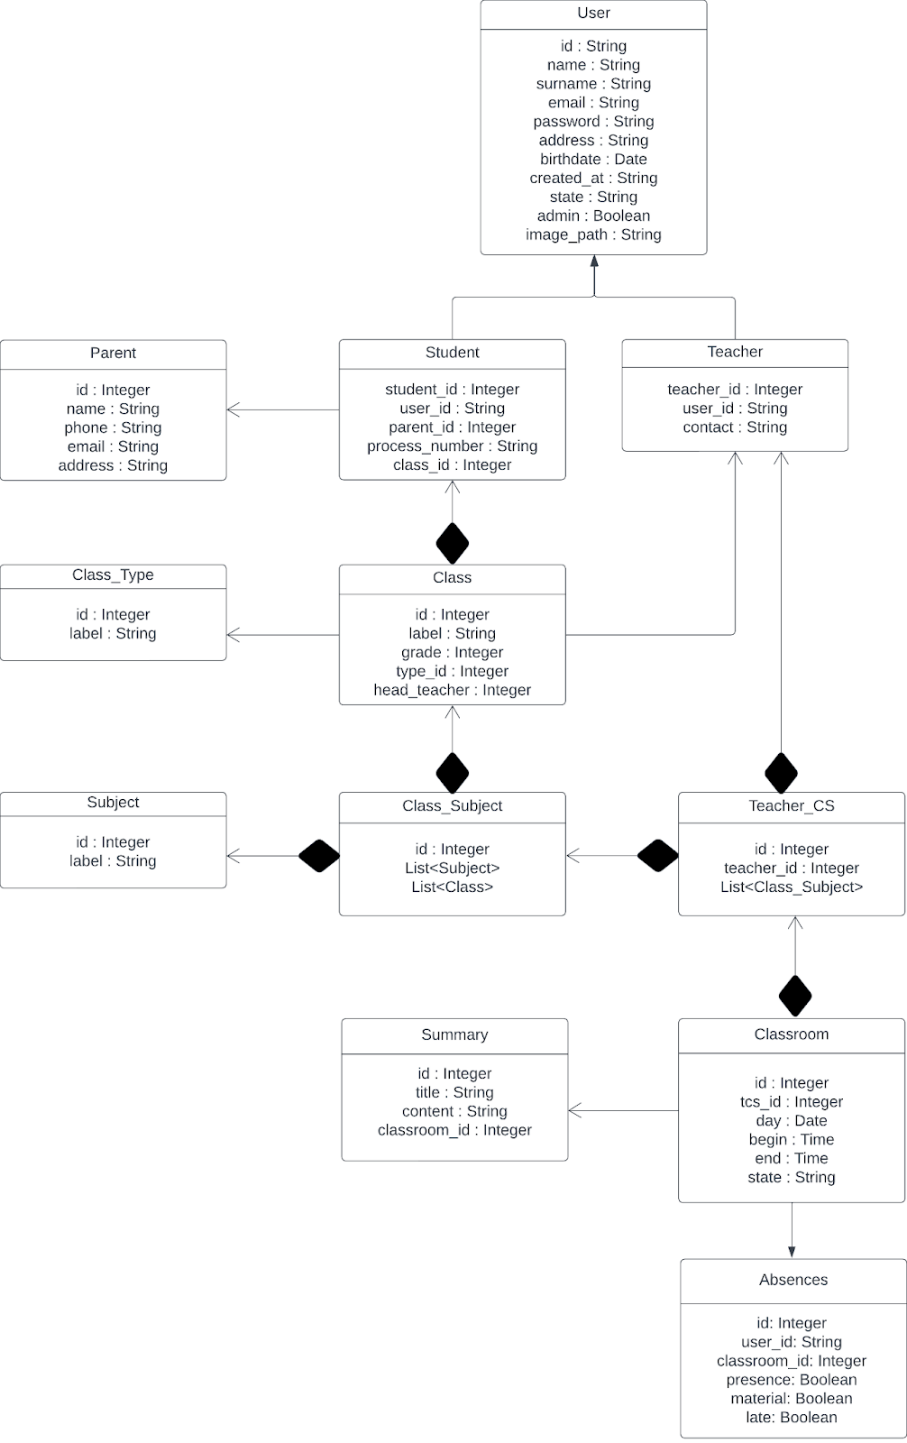 User
id : String
name : String
surname : String
email : String
password : String
address : String
birthdate : Date
created_at : String
state : String
admin : Boolean
image_path : String
Parent
id : Integer
name : String
phone : String
email : String
address : String
Student
student_id : Integer
user_id : String
parent_id : Integer
process_number : String
class_id : Integer
Teacher
teacher_id : Integer
user_id : String
contact : String
Class_Type
id : Integer
label : String
Class
id : Integer
label : String
grade : Integer
type_id : Integer
head_teacher : Integer
Subject
id : Integer
label : String
Class_Subject
id : Integer
List<Subject>
List<Class>
Teacher_CS
id : Integer
teacher_id : Integer
List<Class_Subject>
Summary
id : Integer
title : String
content : String
classroom_id : Integer
Classroom
id : Integer
tcs_id : Integer
day : Date
begin : Time
end : Time
state : String
Absences
id: Integer
user_id: String
classroom_id: Integer
presence: Boolean
material: Boolean
late: Boolean